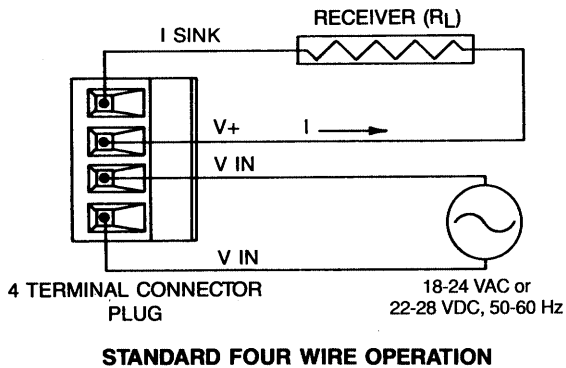 RECEIVER (RL)
I SINK
V+
I
V IN
V IN
4 TERMINAL CONNECTOR
PLUG
18-24 VAC or
22-28 VDC, 50-60 Hz
STANDARD FOUR WIRE OPERATION